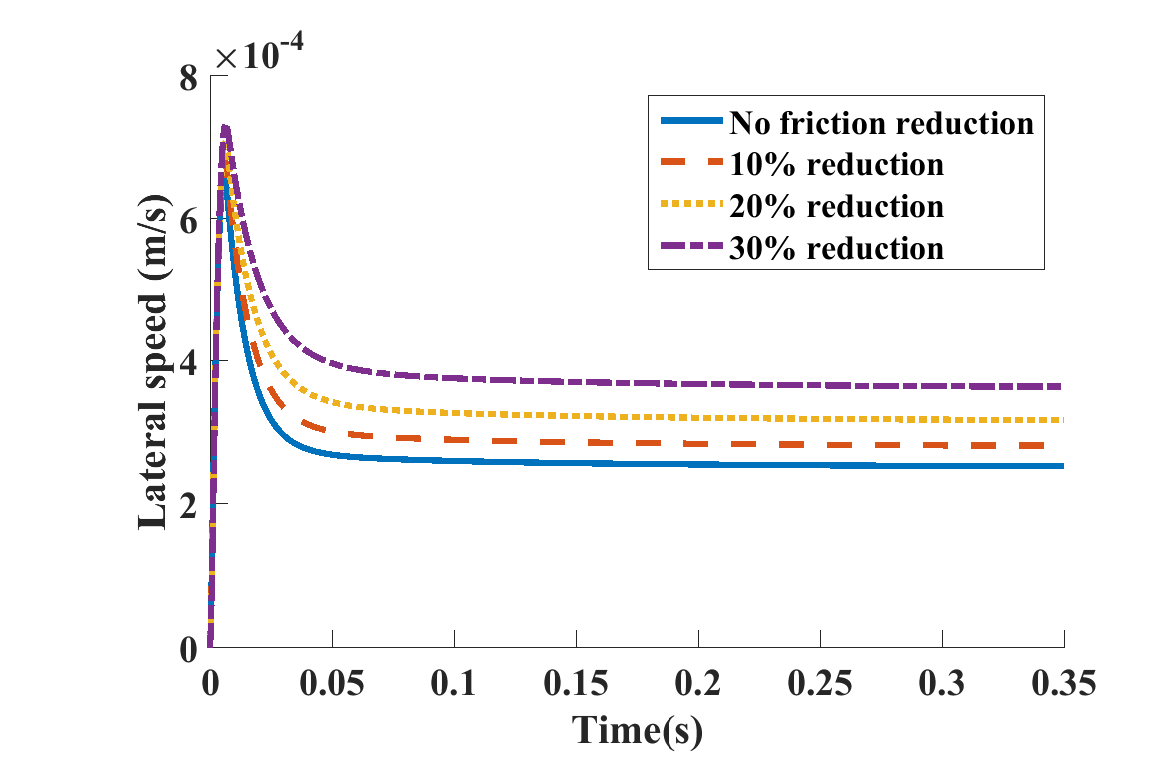 ×10-4
8
6
4
2
0
Lateral speed (m/s)
No friction reduction
10% reduction
20% reduction
30% reduction
0 0.05 0.1 0.15 0.2 0.25 0.3 0.35
Time(s)